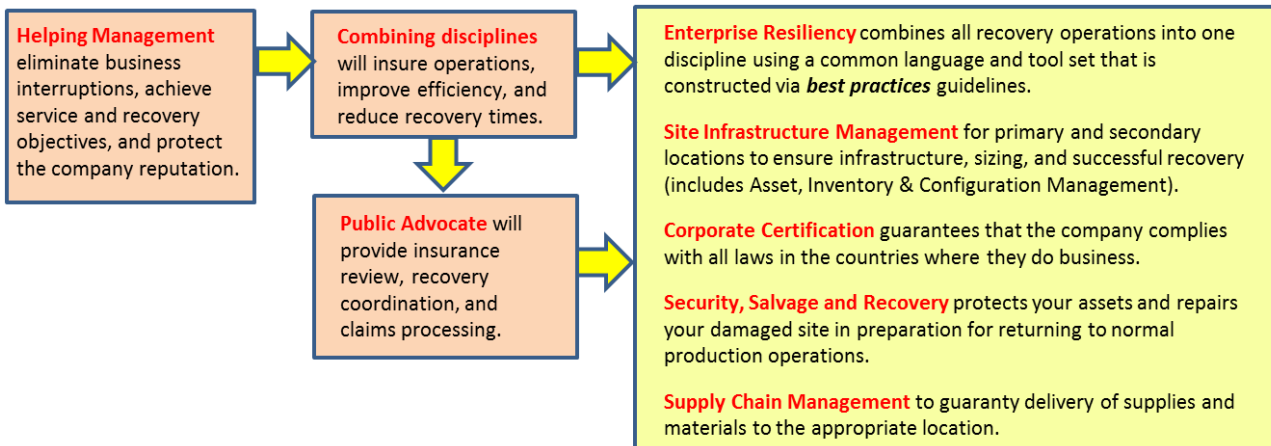 Helping Management
eliminate business
interruptions, achieve
service and recovery
objectives, and protect
the company reputation.
Combining disciplines
will insure operations,
improve efficiency, and
reduce recovery times.
Public Advocate will
provide insurance
review, recovery
coordination, and
claims processing.
Enterprise Resiliency combines all recovery operations into one
discipline using a common language and tool set that is
constructed via best practices guidelines.
Site Infrastructure Management for primary and secondary
locations to ensure infrastructure, sizing, and successful recovery
(includes Asset, Inventory & Configuration Management).
Corporate Certification guarantees that the company complies
with all laws in the countries where they do business.
Security, Salvage and Recovery protects your assets and repairs
your damaged site in preparation for returning to normal
production operations.
Supply Chain Management to guaranty delivery of supplies and
materials to the appropriate location.